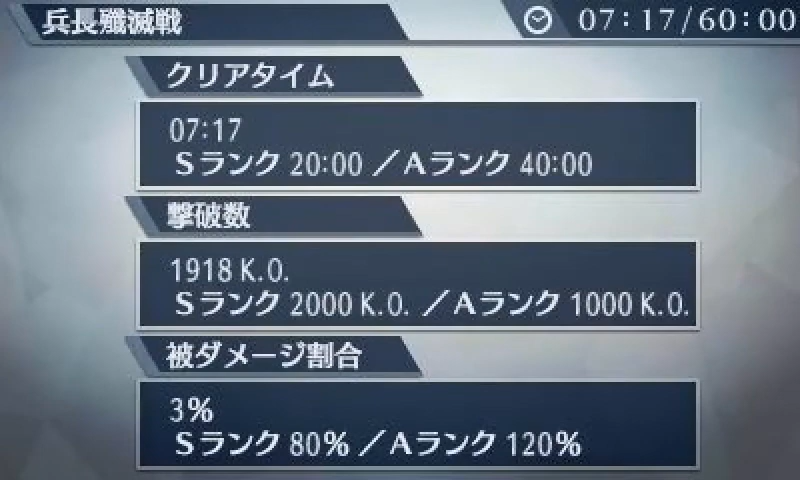 兵長殲滅戦
07:17/60:00
クリアタイム
07:17
Sランク 20:00 ／Aランク 40:00
撃破数
1918 K.O.
Sランク 2000 K.O. ／Aランク 1000 K.O.
被ダメージ割合
3%
Sランク 80% ／Aランク 120%